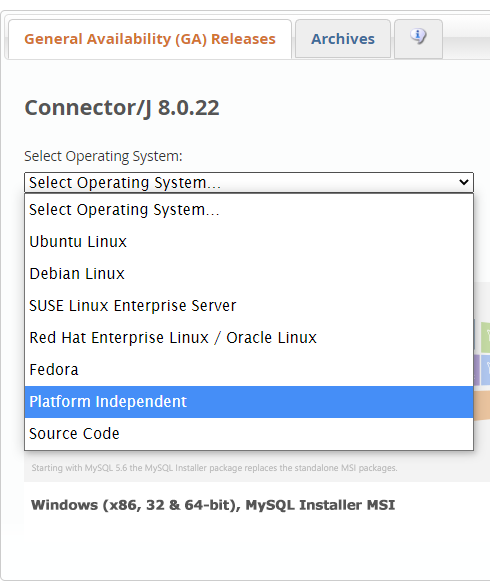 General Availability (GA) Releases
Archives
Connector/J 8.0.22
Select Operating System:
Select Operating System...
Select Operating System...
Ubuntu Linux
Debian Linux
SUSE Linux Enterprise Server
Red Hat Enterprise Linux / Oracle Linux
Fedora
Platform Independent
Source Code
Starting with MySQL 5.6 the MySQL Installer package replaces the standalone MSI packages.
Windows (x86, 32 & 64-bit), MySQL Installer MSI